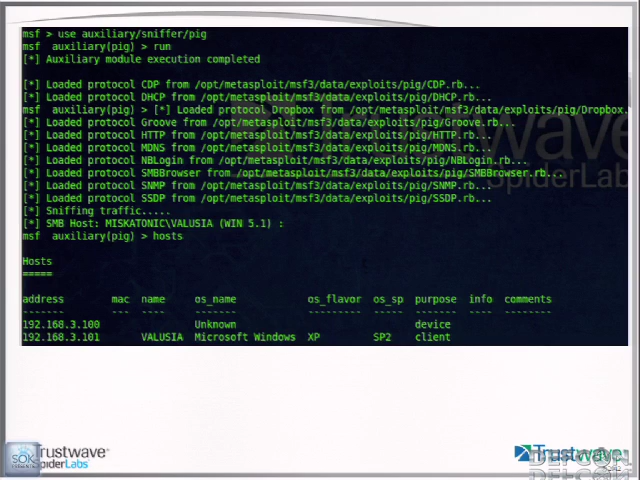 msf > use auxiliary/sniffer/pig
msf  auxiliary(pig) > run
[*] Auxiliary module execution completed
[*] Loaded protocol CDP from /opt/metasploit/msf3/data/exploits/pig/CDP.rb...
[*] Loaded protocol DHCP from /opt/metasploit/msf3/data/exploits/pig/DHCP.rb...
msf  auxiliary(pig) > [*] Loaded protocol Dropbox from /opt/metasploit/msf3/data/exploits/pig/Dropbox.
[*] Loaded protocol Groove from /opt/metasploit/msf3/data/exploits/pig/Groove.rb...
[*] Loaded protocol HTTP from /opt/metasploit/msf3/data/exploits/pig/HTTP.rb...
[*] Loaded protocol MDNS from /opt/metasploit/msf3/data/exploits/pig/MDNS.rb...
[*] Loaded protocol NBLogin from /opt/metasploit/msf3/data/exploits/pig/NBLogin.rb...
[*] Loaded protocol SMBBrowser from /opt/metasploit/msf3/data/exploits/pig/SMBBrowser.rb...
[*] Loaded protocol SNMP from /opt/metasploit/msf3/data/exploits/pig/SNMP.rb...
[*] Loaded protocol SSDP from /opt/metasploit/msf3/data/exploits/pig/SSDP.rb...
[*] Sniffing traffic.....
[*] SMB Host: MISKATONIC\VALUSIA (WIN 5.1) :
msf  auxiliary(pig) > hosts
Hosts
=====
address mac name os_name os_flavor os_sp purpose info comments
------- --- ---- ------- --------- ----- ------- ---- --------
192.168.3.100 Unknown device
192.168.3.101 VALUSIA Microsoft Windows XP SP2 client
wave
SpiderLabs
SOK
Trustwave
SpiderLabs
Trustwave
DEFCON